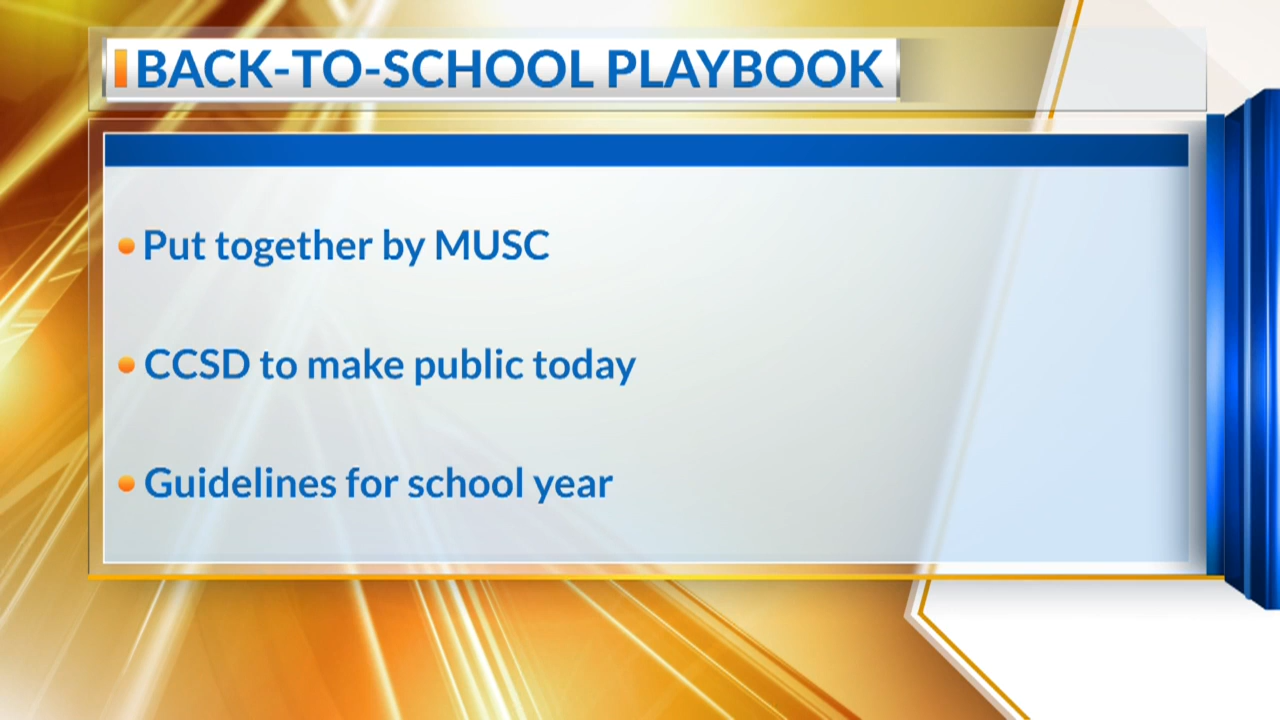 BACK-TO-SCHOOL PLAYBOOK
• Put together by MUSC
• CCSD to make public today
• Guidelines for school year